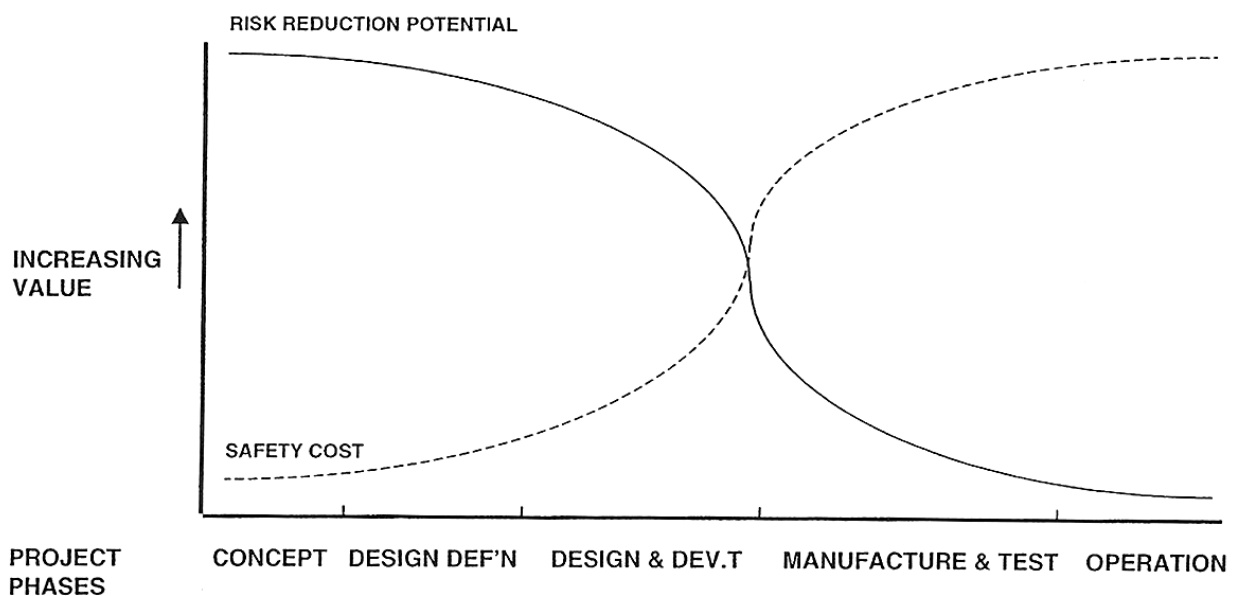 RISK REDUCTION POTENTIAL
INCREASING
VALUE
SAFETY COST
PROJECT
PHASES
CONCEPT
DESIGN DEF'N
DESIGN & DEV.T
MANUFACTURE & TEST
OPERATION